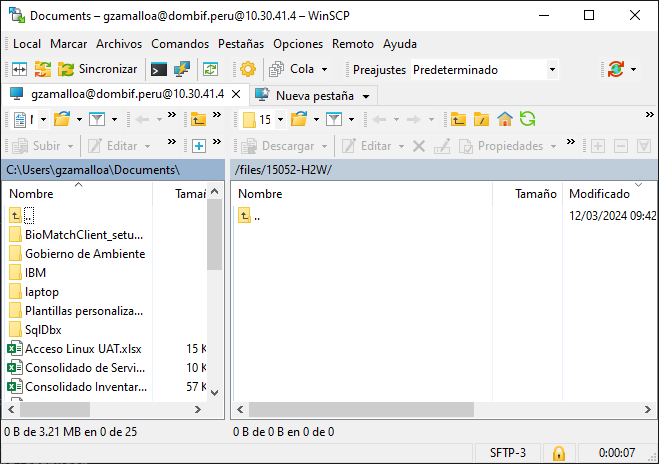 Documents – gzamalloa@dombif.peru@10.30.41.4 – WinSCP
Local Marcar Archivos Comandos Pestañas Opciones Remoto Ayuda
Sincronizar Cola Preajustes Predeterminado
gzamalloa@dombif.peru@10.30.41.4 Nueva pestaña
15
Subir Editar Descargar Editar Propiedades
C:\Users\gzamalloa\Documents\ /files/15052-H2W/
Nombre Tamañ Nombre Tamaño Modificado
.. .. 12/03/2024 09:42
BioMatchClient_setu...
Gobierno de Ambiente
IBM
laptop
Plantillas personaliza...
SqlDbx
Acceso Linux UAT.xlsx 15 K
Consolidado de Servi... 10 K
Consolidado Inventar... 57 K
0 B de 3.21 MB en 0 de 25 0 B de 0 B en 0 de 0
SFTP-3 0:00:07